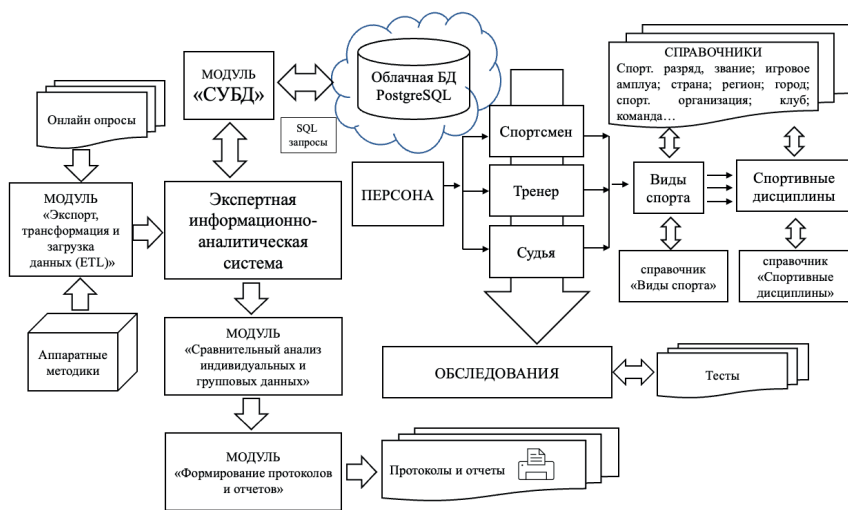 МОДУЛЬ
«СУБД»
Облачная БД
PostgreSQL
СПРАВОЧНИКИ
Спорт. разряд, звание; игровое
амплуа; страна; регион; город;
спорт. организация; клуб;
команда…
Онлайн опросы
SQL
запросы
МОДУЛЬ
«Экспорт,
трансформация и
загрузка
данных (ETL)»
Экспертная
информационно-
аналитическая
система
ПЕРСОНА
Спортсмен
Тренер
Судья
Виды
спорта
Спортивные
дисциплины
справочник
«Виды спорта»
справочник
«Спортивные
дисциплины»
Аппаратные
методики
МОДУЛЬ
«Сравнительный анализ
индивидуальных и
групповых данных»
ОБСЛЕДОВАНИЯ
Тесты
МОДУЛЬ
«Формирование протоколов
и отчетов»
Протоколы и отчеты